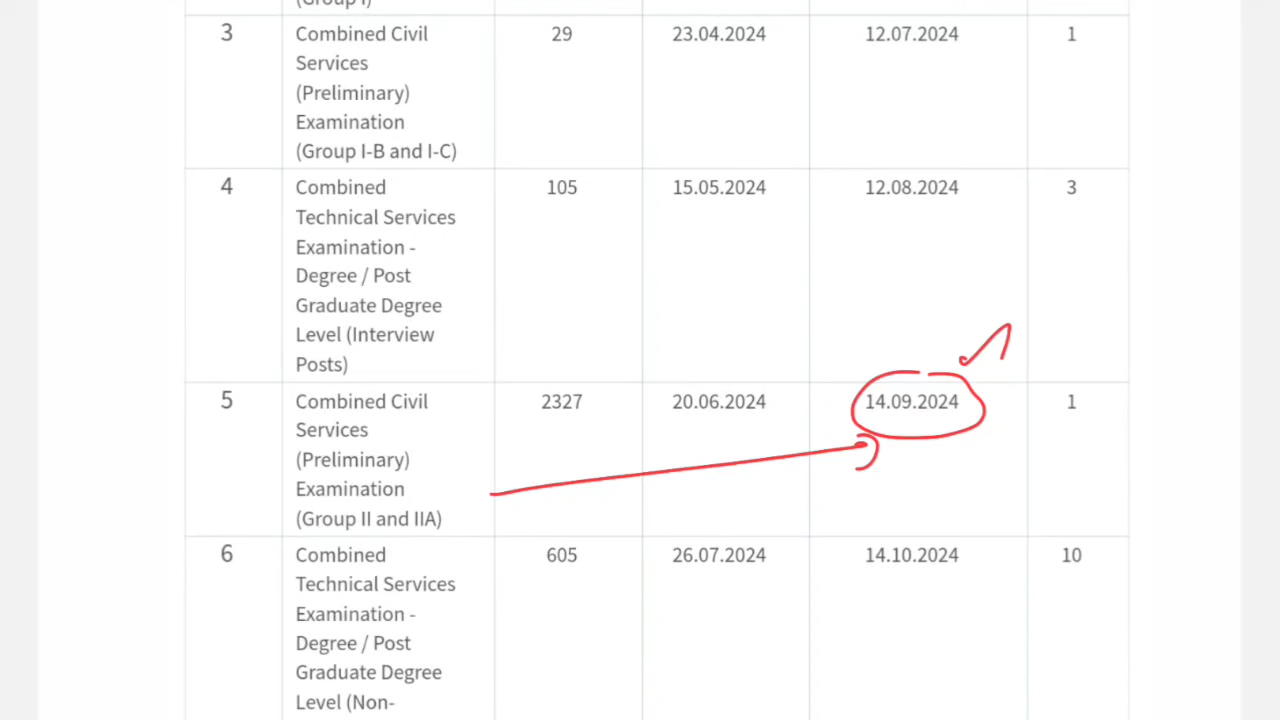 (Group I)
3 Combined Civil 29 23.04.2024 12.07.2024 1
Services
(Preliminary)
Examination
(Group I-B and I-C)
4 Combined 105 15.05.2024 12.08.2024 3
Technical Services
Examination -
Degree / Post
Graduate Degree
Level (Interview
Posts)
5 Combined Civil 2327 20.06.2024 14.09.2024 1
Services
(Preliminary)
Examination
(Group II and IIA)
6 Combined 605 26.07.2024 14.10.2024 10
Technical Services
Examination -
Degree / Post
Graduate Degree
Level (Non-